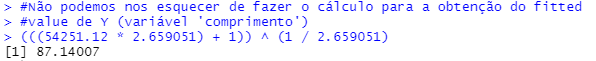 > #Não podemos nos esquecer de fazer o cálculo para a obtenção do fitted
> #value de Y (variável 'comprimento')
> (((54251.12 * 2.659051) + 1)) ^ (1 / 2.659051)
[1] 87.14007